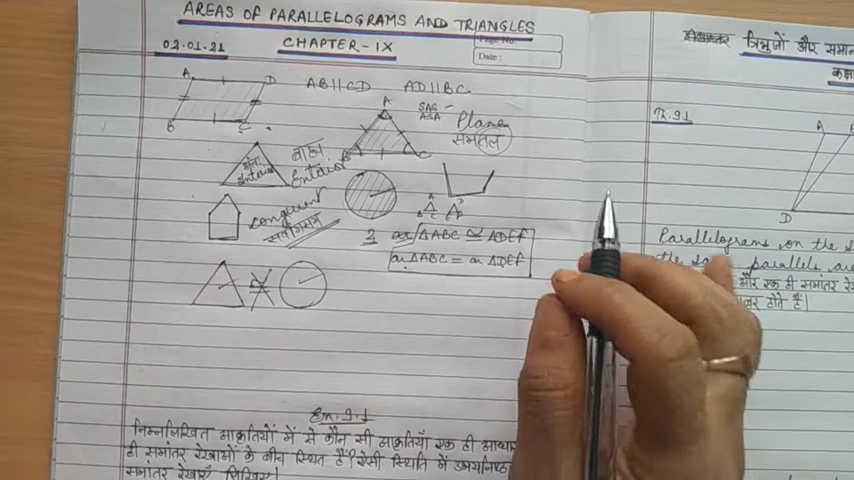 AREAS OF PARALLELOGRAMS AND TRIANGLES
02.01.21 CHAPTER-IX
Page No.
Date:
A D AB||CD AD||BC
B C
A SAS
ASA
Plane
समतल
B C
बाह्य
congruent
सर्वांगसम
A D
B C
ar ΔABC ≅ ΔDEF
ar ΔABC = ar ΔDEF
Ex. 9.1
निम्नलिखित आकृतियों में से कौन सी आकृतियाँ एक ही आधार
ही समांतर रेखाओं के बीच स्थित हैं? ऐसी स्थिति में उभयनिष्ठ
समांतर रेखाएँ लिखिए।
त्रिभुजों और
Th. 9.1
A
D
Parallelograms on the
the same parallels are
और एक ही समांतर
होते हैं।